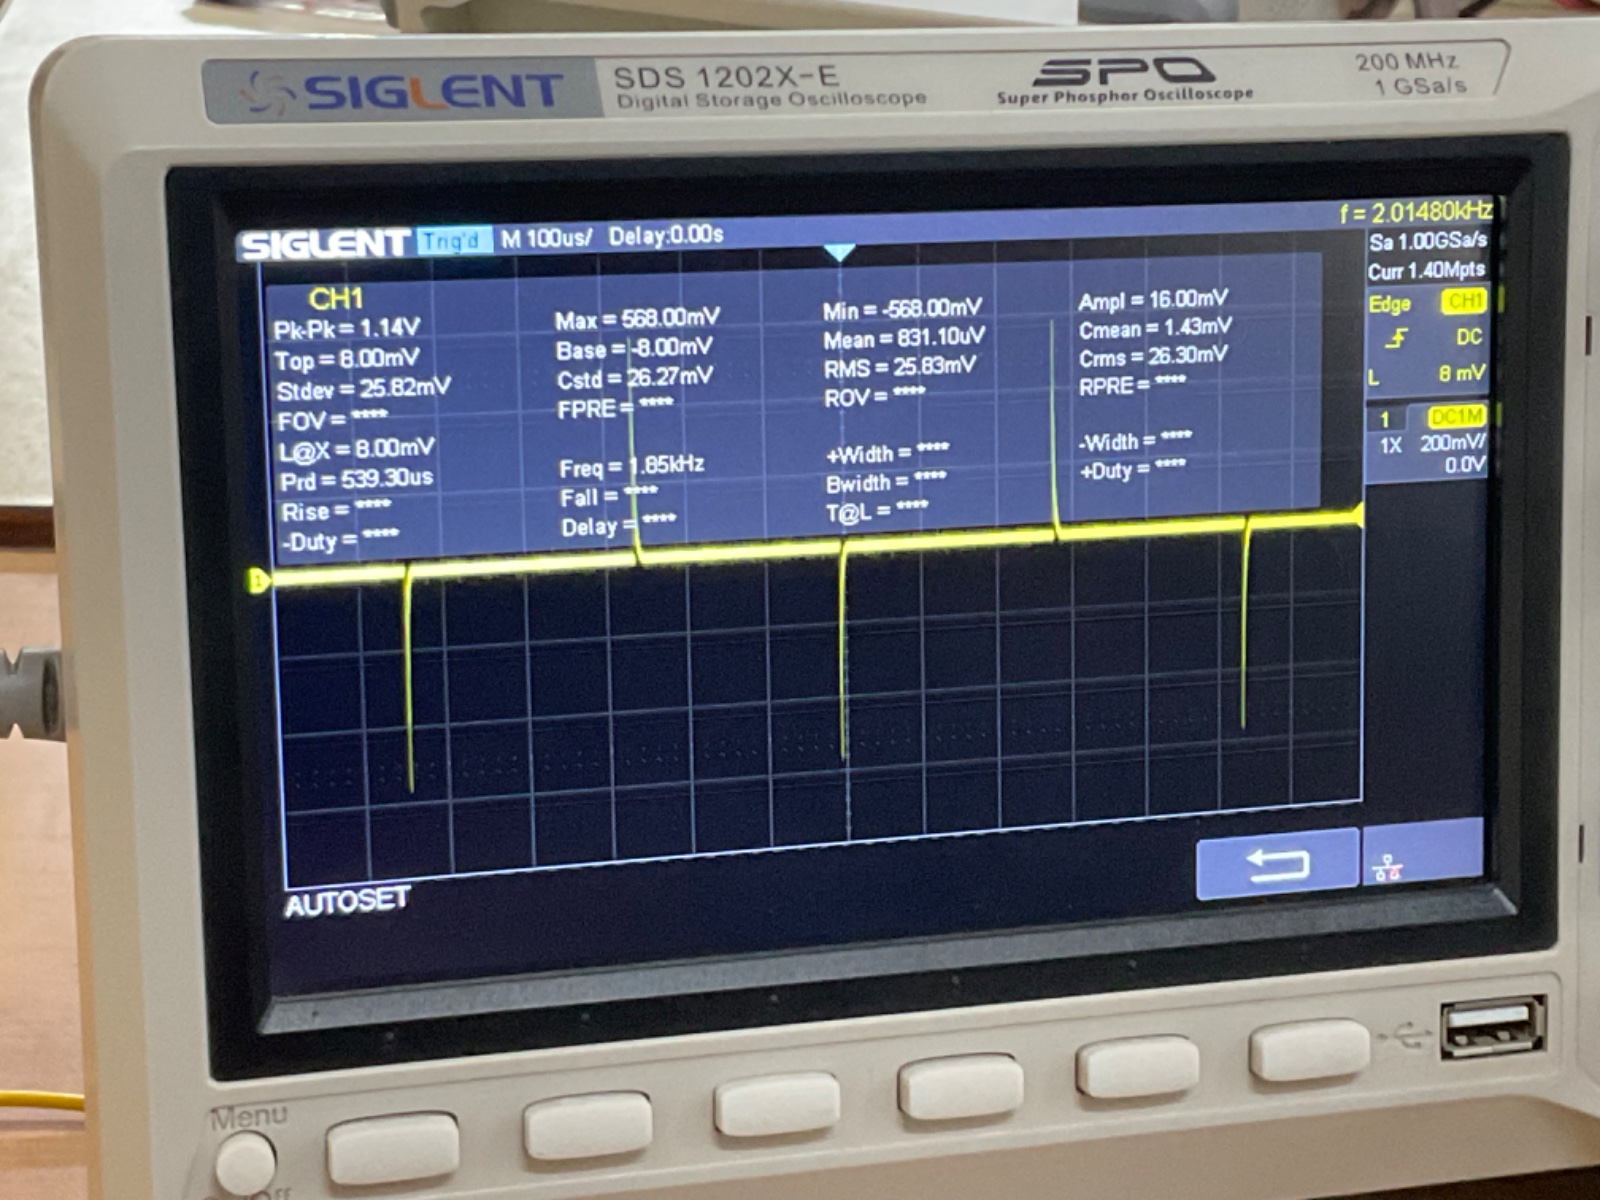 SIGLENT SDS 1202X-E SPO 200 MHz
Digital Storage Oscilloscope Super Phosphor Oscilloscope 1 GSa/s
f = 2.01480kHz
SIGLENT Trig'd M 100us/ Delay:0.00s
Sa 1.00GSa/s
Curr 1.40Mpts
CH1
Pk-Pk = 1.14V Max = 568.00mV Min = -568.00mV Ampl = 16.00mV
Top = 8.00mV Base = -8.00mV Mean = 831.10uV Cmean = 1.43mV
Stdev = 25.82mV Cstd = 26.27mV RMS = 25.83mV Crms = 26.30mV
FOV = **** FPRE = **** ROV = **** RPRE = ****
L@X = 8.00mV
Prd = 539.30us Freq = 1.85kHz +Width = **** -Width = ****
Rise = **** Fall = **** Bwidth = **** +Duty = ****
-Duty = **** Delay = **** T@L = ****
Edge CH1
DC
L 8 mV
1 DC1M
1X 200mV/
0.0V
1
AUTOSET
Menu